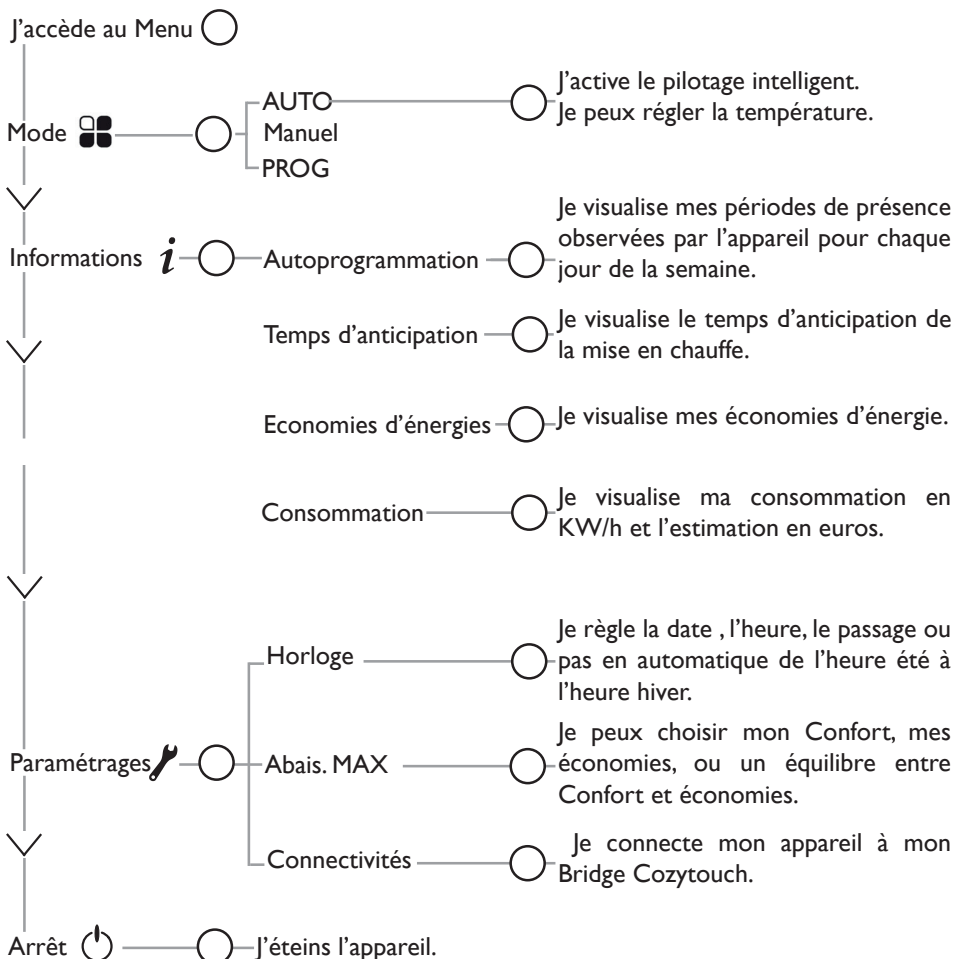 J'accède au Menu
Mode
AUTO
Manuel
PROG
J'active le pilotage intelligent.
Je peux régler la température.
Informations i
Autoprogrammation
Je visualise mes périodes de présence
observées par l'appareil pour chaque
jour de la semaine.
Temps d'anticipation
Je visualise le temps d'anticipation de
la mise en chauffe.
Economies d'énergies
Je visualise mes économies d'énergie.
Consommation
Je visualise ma consommation en
KW/h et l'estimation en euros.
Paramétrages
Horloge
Je règle la date , l'heure, le passage ou
pas en automatique de l'heure été à
l'heure hiver.
Abais. MAX
Je peux choisir mon Confort, mes
économies, ou un équilibre entre
Confort et économies.
Connectivités
Je connecte mon appareil à mon
Bridge Cozytouch.
Arrêt
J'éteins l'appareil.